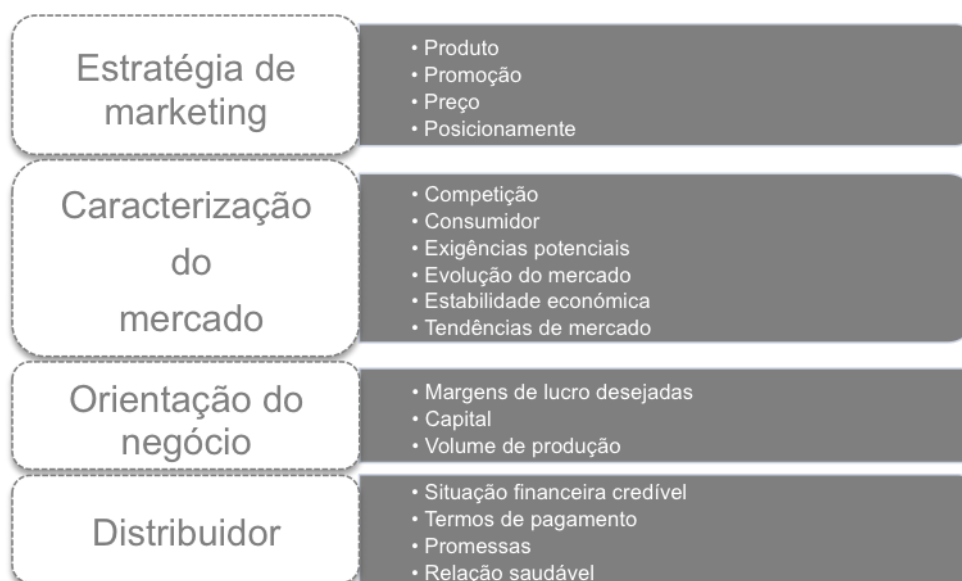 Estratégia de
marketing
• Produto
• Promoção
• Preço
• Posicionamente
Caracterização
do
mercado
• Competição
• Consumidor
• Exigências potenciais
• Evolução do mercado
• Estabilidade económica
• Tendências de mercado
Orientação do
negócio
• Margens de lucro desejadas
• Capital
• Volume de produção
Distribuidor
• Situação financeira credível
• Termos de pagamento
• Promessas
• Relação saudável